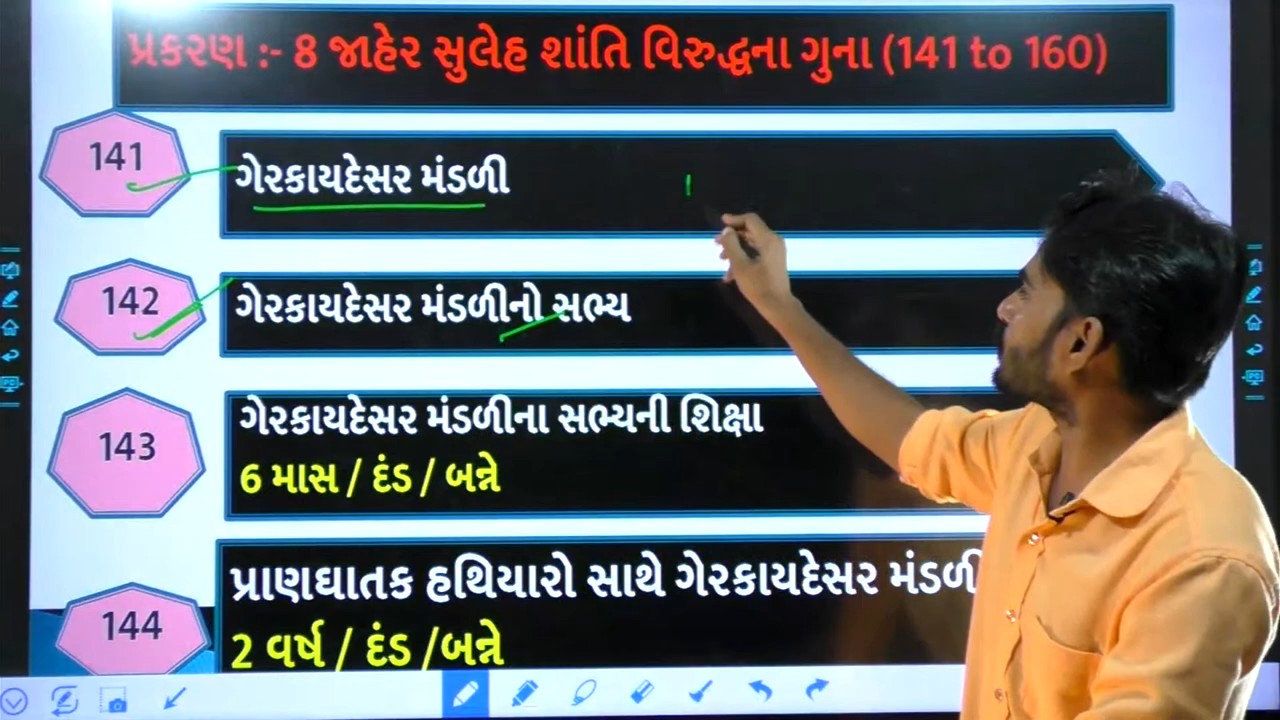 પ્રકરણ :- 8 જાહેર સુલેહ શાંતિ વિરુદ્ધના ગુના (141 to 160)
141
ગેરકાયદેસર મંડળી
142
ગેરકાયદેસર મંડળીનો સભ્ય
143
ગેરકાયદેસર મંડળીના સભ્યની શિક્ષા
6 માસ / દંડ / બન્ને
144
પ્રાણઘાતક હથિયારો સાથે ગેરકાયદેસર મંડળી
2 વર્ષ / દંડ /બન્ને